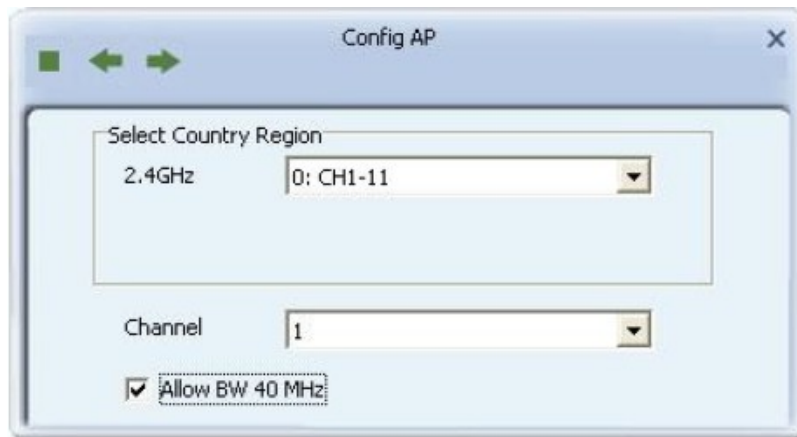 Config AP
Select Country Region
2.4GHz 0: CH1-11
Channel 1
Allow BW 40 MHz